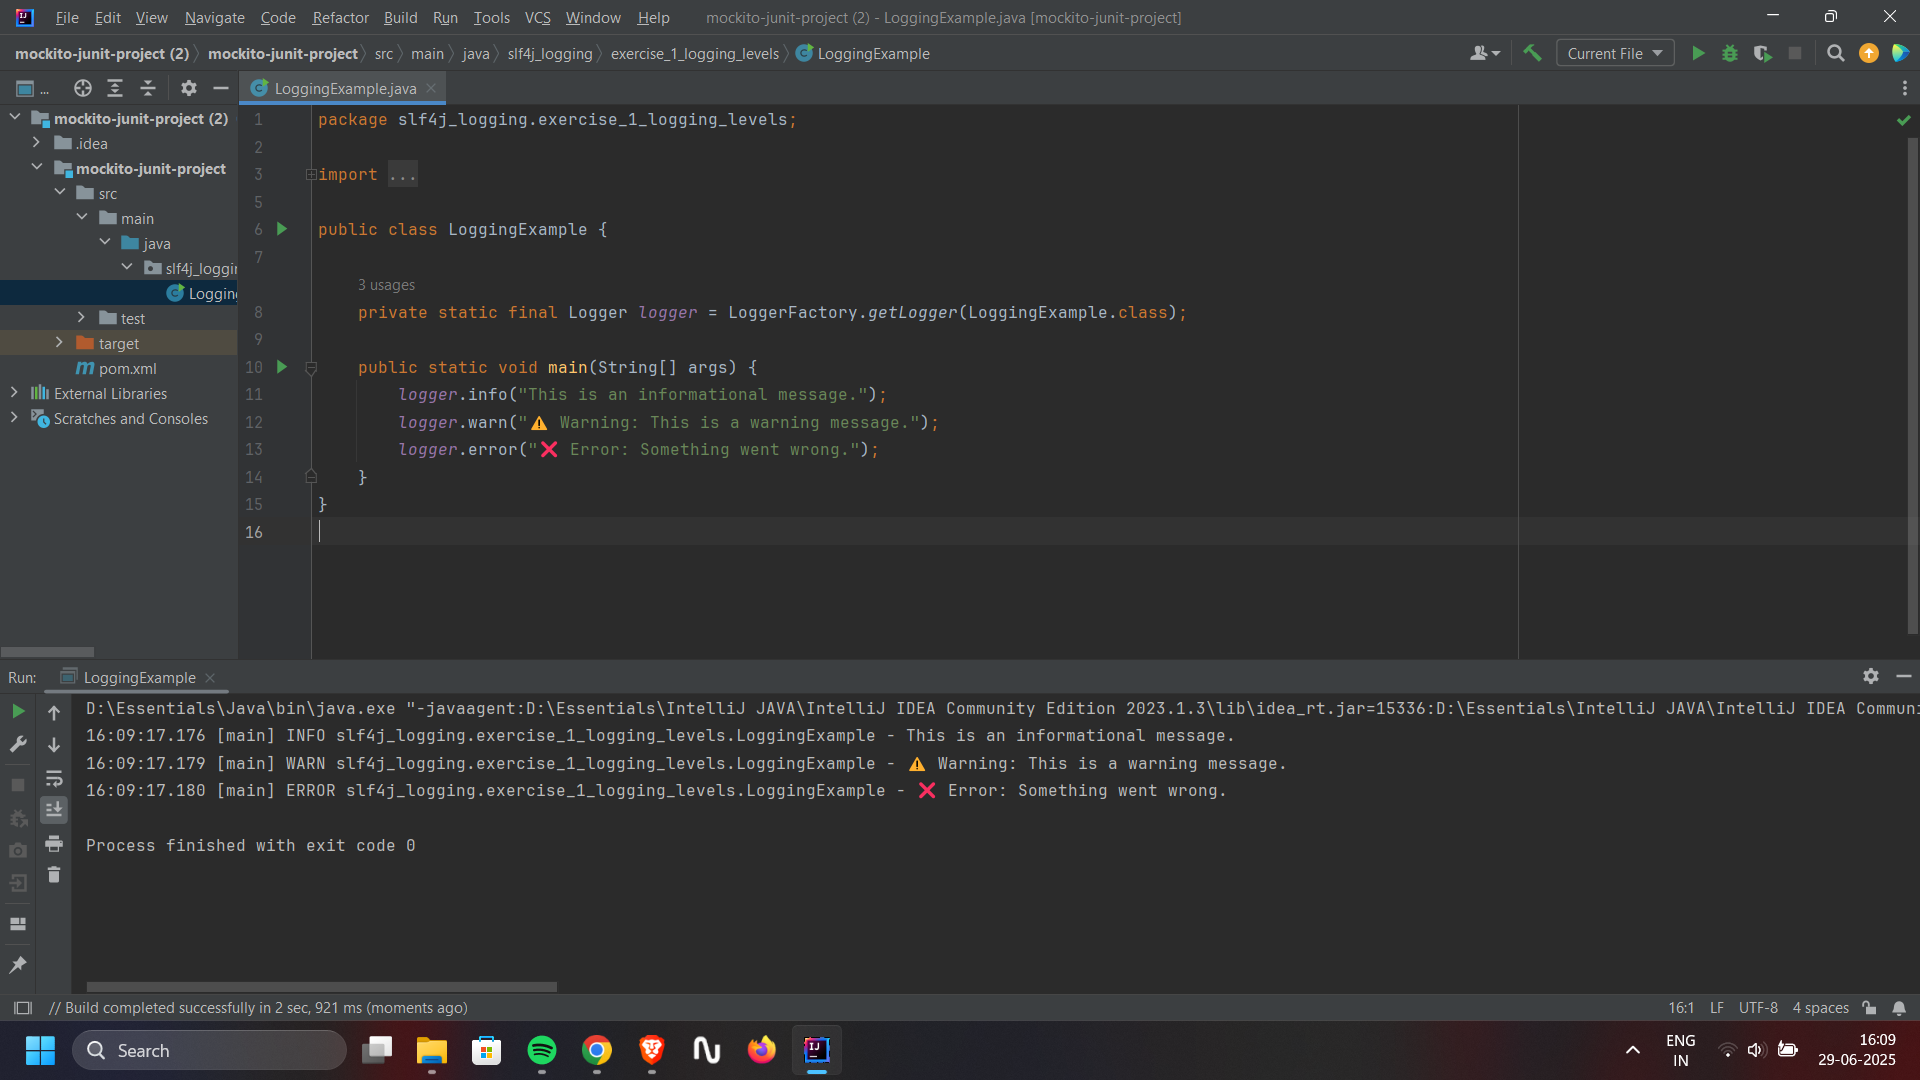 File Edit View Navigate Code Refactor Build Run Tools VCS Window Help mockito-junit-project (2) - LoggingExample.java [mockito-junit-project]
mockito-junit-project (2) mockito-junit-project src main java slf4j_logging exercise_1_logging_levels LoggingExample Current File
... LoggingExample.java
mockito-junit-project (2)
.idea
mockito-junit-project
src
main
java
slf4j_loggin
Logging
test
target
pom.xml
External Libraries
Scratches and Consoles
1 package slf4j_logging.exercise_1_logging_levels;
2
3 import ...
5
6 public class LoggingExample {
7
3 usages
8 private static final Logger logger = LoggerFactory.getLogger(LoggingExample.class);
9
10 public static void main(String[] args) {
11 logger.info("This is an informational message.");
12 logger.warn("⚠️ Warning: This is a warning message.");
13 logger.error("❌ Error: Something went wrong.");
14 }
15 }
16
Run: LoggingExample
D:\Essentials\Java\bin\java.exe "-javaagent:D:\Essentials\IntelliJ JAVA\IntelliJ IDEA Community Edition 2023.1.3\lib\idea_rt.jar=15336:D:\Essentials\IntelliJ JAVA\IntelliJ IDEA Communi
16:09:17.176 [main] INFO slf4j_logging.exercise_1_logging_levels.LoggingExample - This is an informational message.
16:09:17.179 [main] WARN slf4j_logging.exercise_1_logging_levels.LoggingExample - ⚠️ Warning: This is a warning message.
16:09:17.180 [main] ERROR slf4j_logging.exercise_1_logging_levels.LoggingExample - ❌ Error: Something went wrong.
Process finished with exit code 0
// Build completed successfully in 2 sec, 921 ms (moments ago) 16:1 LF UTF-8 4 spaces
Search
ENG
IN
16:09
29-06-2025